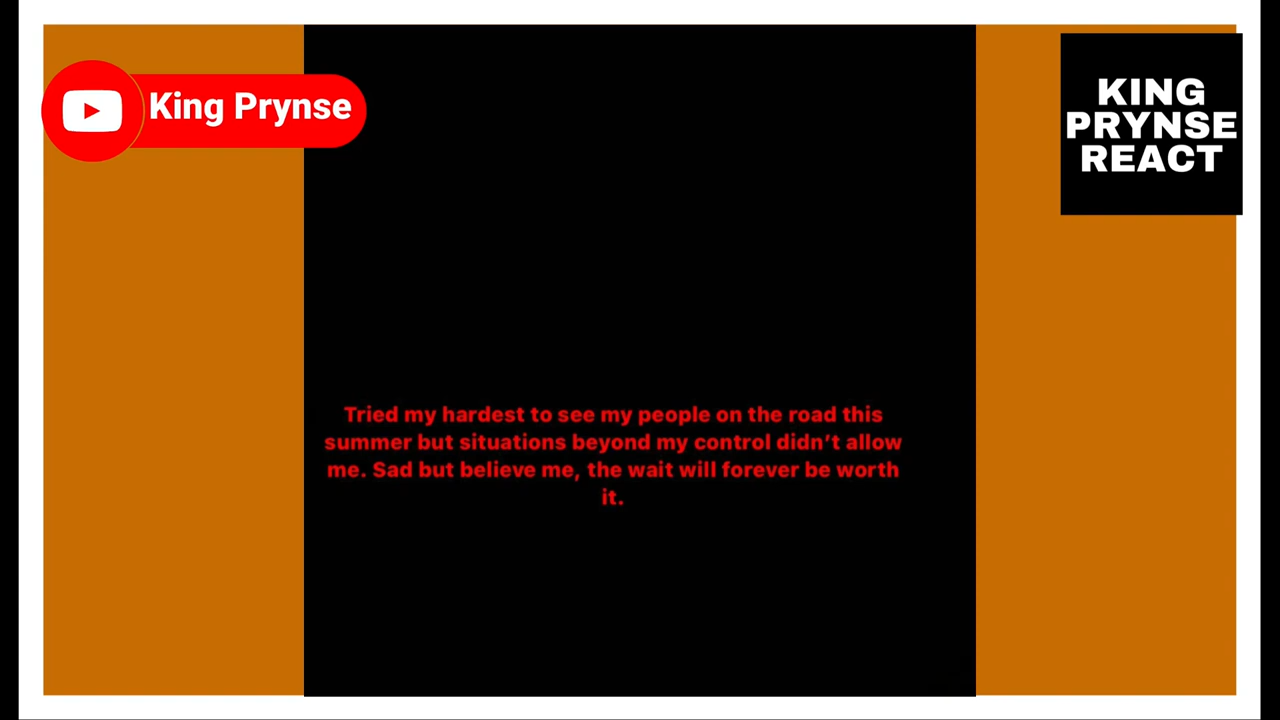 King Prynse
KING
PRYNSE
REACT
Tried my hardest to see my people on the road this
summer but situations beyond my control didn’t allow
me. Sad but believe me, the wait will forever be worth
it.